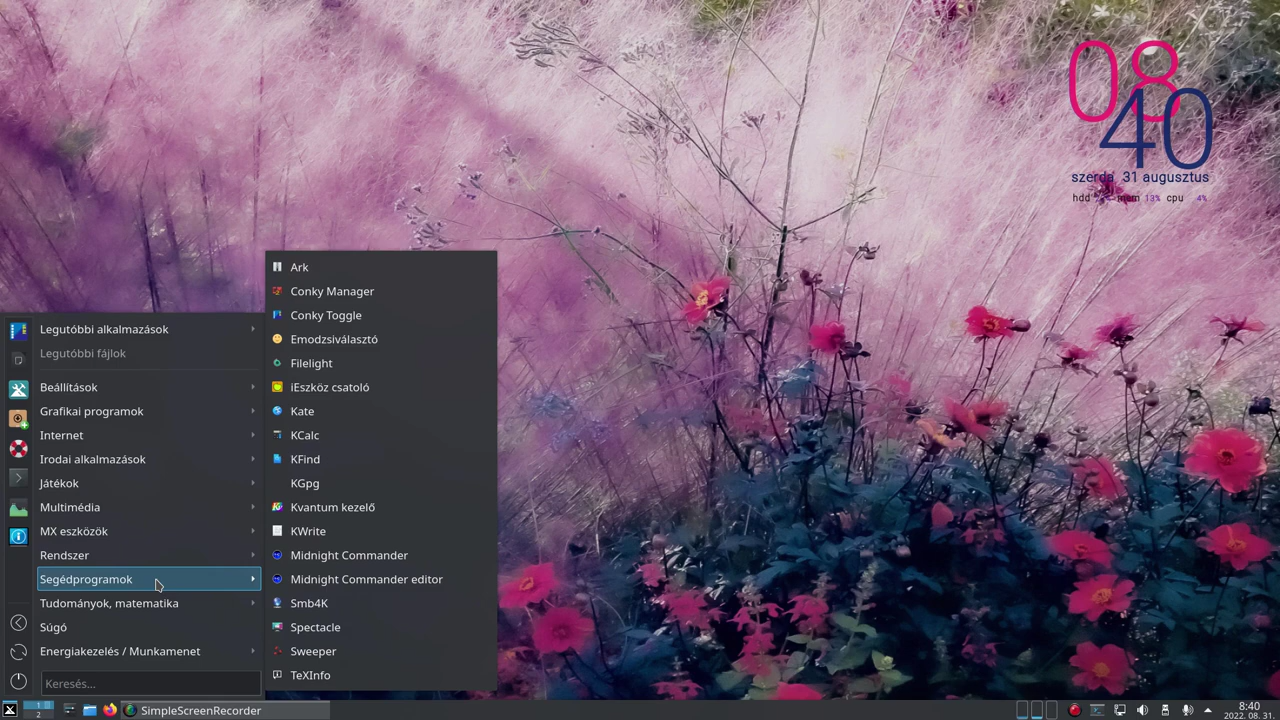 08
40
szerda 31 augusztus
hdd mem 13% cpu 4%
Legutóbbi alkalmazások
Legutóbbi fájlok
Beállítások
Grafikai programok
Internet
Irodai alkalmazások
Játékok
Multimédia
MX eszközök
Rendszer
Segédprogramok
Tudományok, matematika
Súgó
Energiakezelés / Munkamenet
Keresés...
Ark
Conky Manager
Conky Toggle
Emodzsiválasztó
Filelight
iEszköz csatoló
Kate
KCalc
KFind
KGpg
Kvantum kezelő
KWrite
Midnight Commander
Midnight Commander editor
Smb4K
Spectacle
Sweeper
TeXInfo
1
2
SimpleScreenRecorder
8:40
2022. 08. 31.